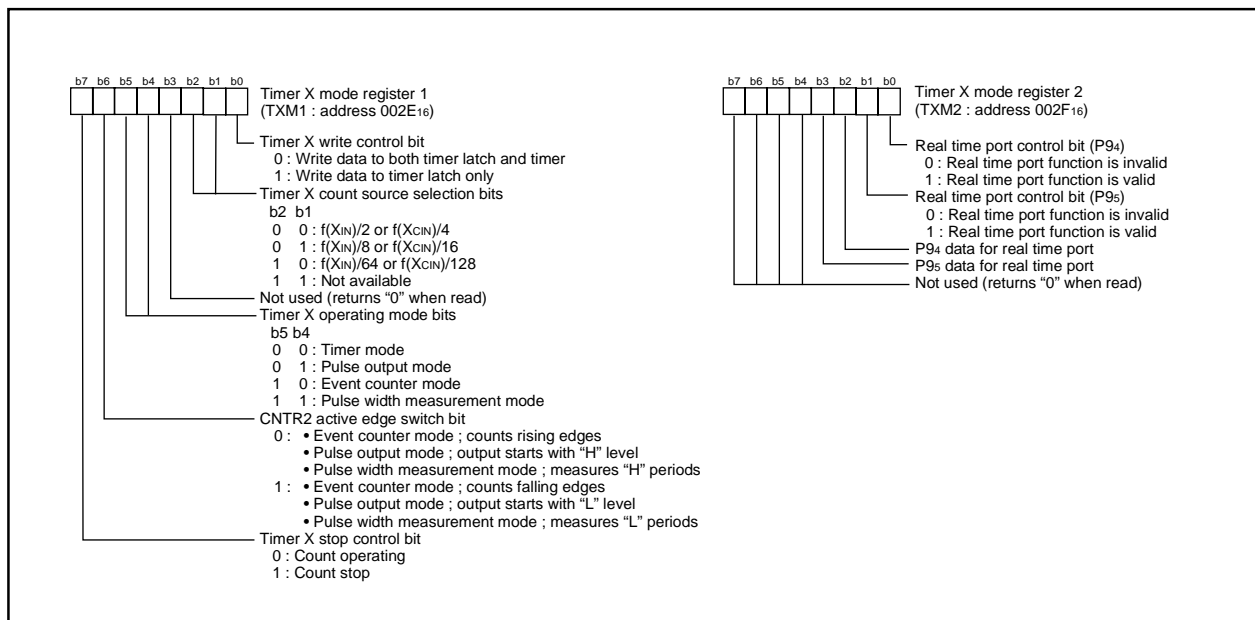 b7 b6 b5 b4 b3 b2 b1 b0
Timer X mode register 1
(TXM1 : address 002E16)
Timer X write control bit
0 : Write data to both timer latch and timer
1 : Write data to timer latch only
Timer X count source selection bits
b2 b1
0 0 : f(XIN)/2 or f(XCIN)/4
0 1 : f(XIN)/8 or f(XCIN)/16
1 0 : f(XIN)/64 or f(XCIN)/128
1 1 : Not available
Not used (returns “0” when read)
Timer X operating mode bits
b5 b4
0 0 : Timer mode
0 1 : Pulse output mode
1 0 : Event counter mode
1 1 : Pulse width measurement mode
CNTR2 active edge switch bit
0 : • Event counter mode ; counts rising edges
• Pulse output mode ; output starts with “H” level
• Pulse width measurement mode ; measures “H” periods
1 : • Event counter mode ; counts falling edges
• Pulse output mode ; output starts with “L” level
• Pulse width measurement mode ; measures “L” periods
Timer X stop control bit
0 : Count operating
1 : Count stop
b7 b6 b5 b4 b3 b2 b1 b0
Timer X mode register 2
(TXM2 : address 002F16)
Real time port control bit (P94)
0 : Real time port function is invalid
1 : Real time port function is valid
Real time port control bit (P95)
0 : Real time port function is invalid
1 : Real time port function is valid
P94 data for real time port
P95 data for real time port
Not used (returns “0” when read)